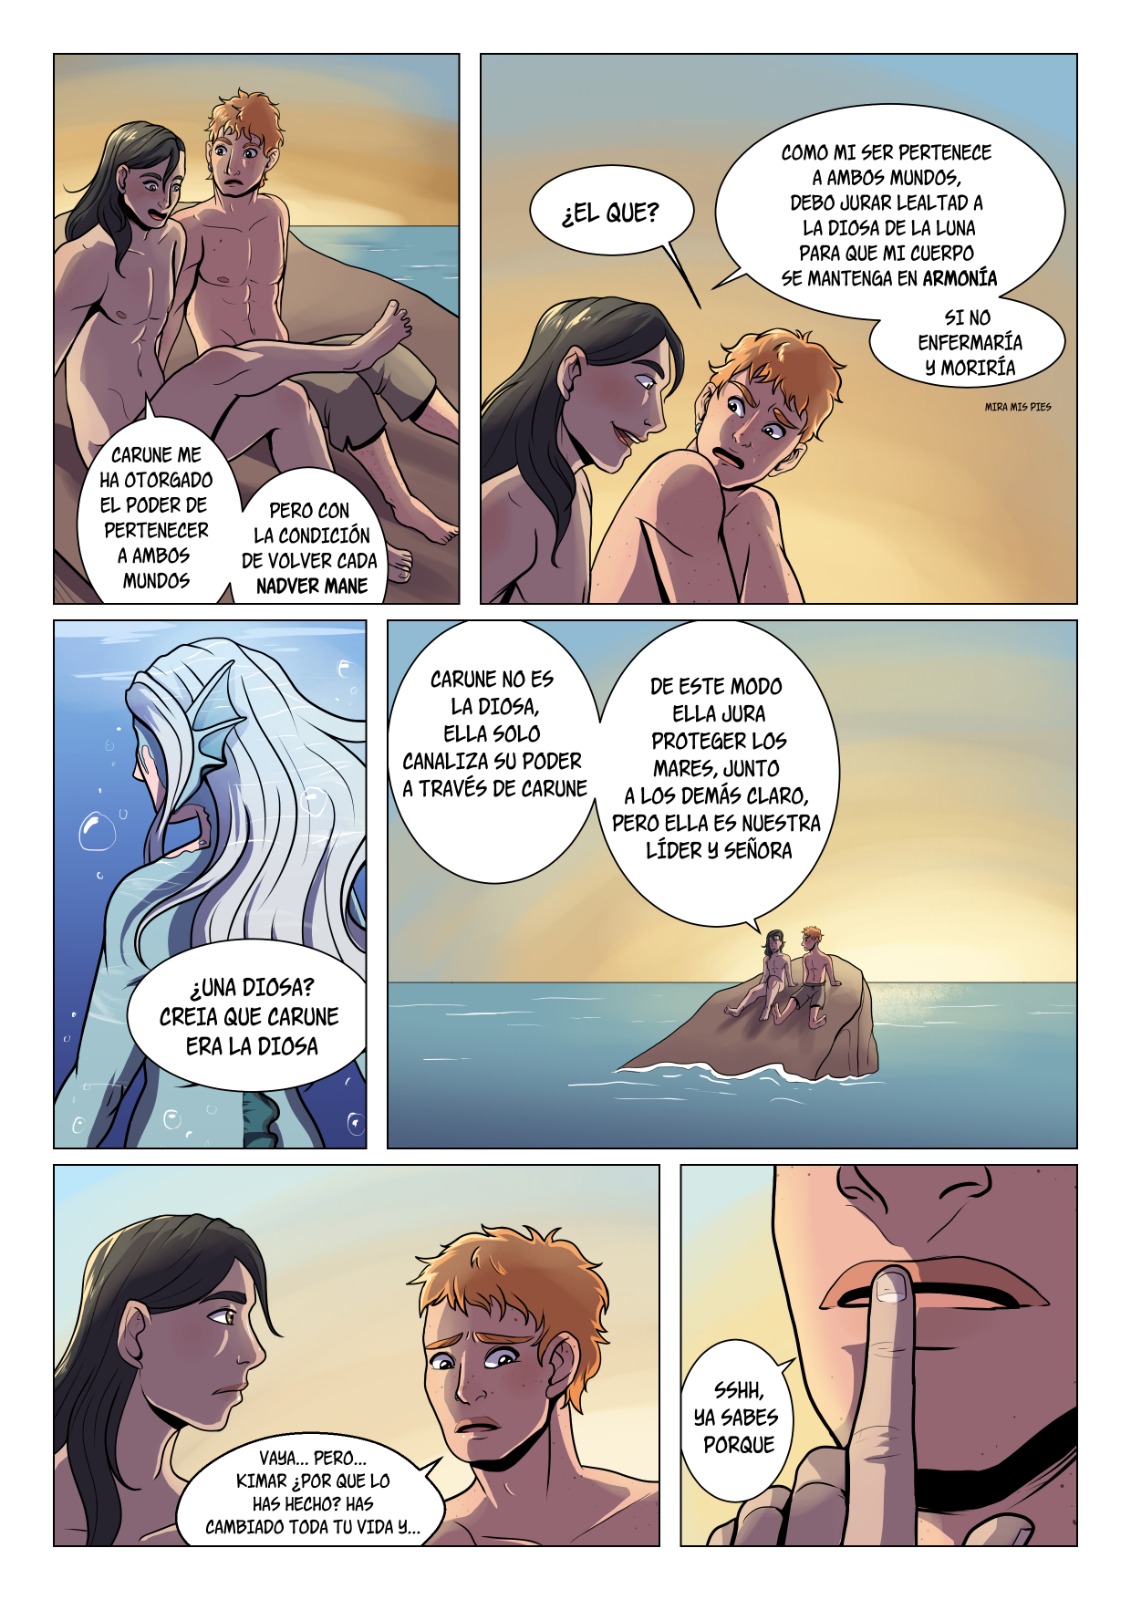 CARUNE ME
HA OTORGADO
EL PODER DE
PERTENECER
A AMBOS
MUNDOS
PERO CON
LA CONDICIÓN
DE VOLVER CADA
NADVER MANE
¿EL QUE?
COMO MI SER PERTENECE
A AMBOS MUNDOS,
DEBO JURAR LEALTAD A
LA DIOSA DE LA LUNA
PARA QUE MI CUERPO
SE MANTENGA EN ARMONÍA
SI NO
ENFERMARÍA
Y MORIRÍA
MIRA MIS PIES
¿UNA DIOSA?
CREIA QUE CARUNE
ERA LA DIOSA
CARUNE NO ES
LA DIOSA,
ELLA SOLO
CANALIZA SU PODER
A TRAVÉS DE CARUNE
DE ESTE MODO
ELLA JURA
PROTEGER LOS
MARES, JUNTO
A LOS DEMÁS CLARO,
PERO ELLA ES NUESTRA
LÍDER Y SEÑORA
VAYA... PERO...
KIMAR ¿POR QUE LO
HAS HECHO? HAS
CAMBIADO TODA TU VIDA Y...
SSHH,
YA SABES
PORQUE